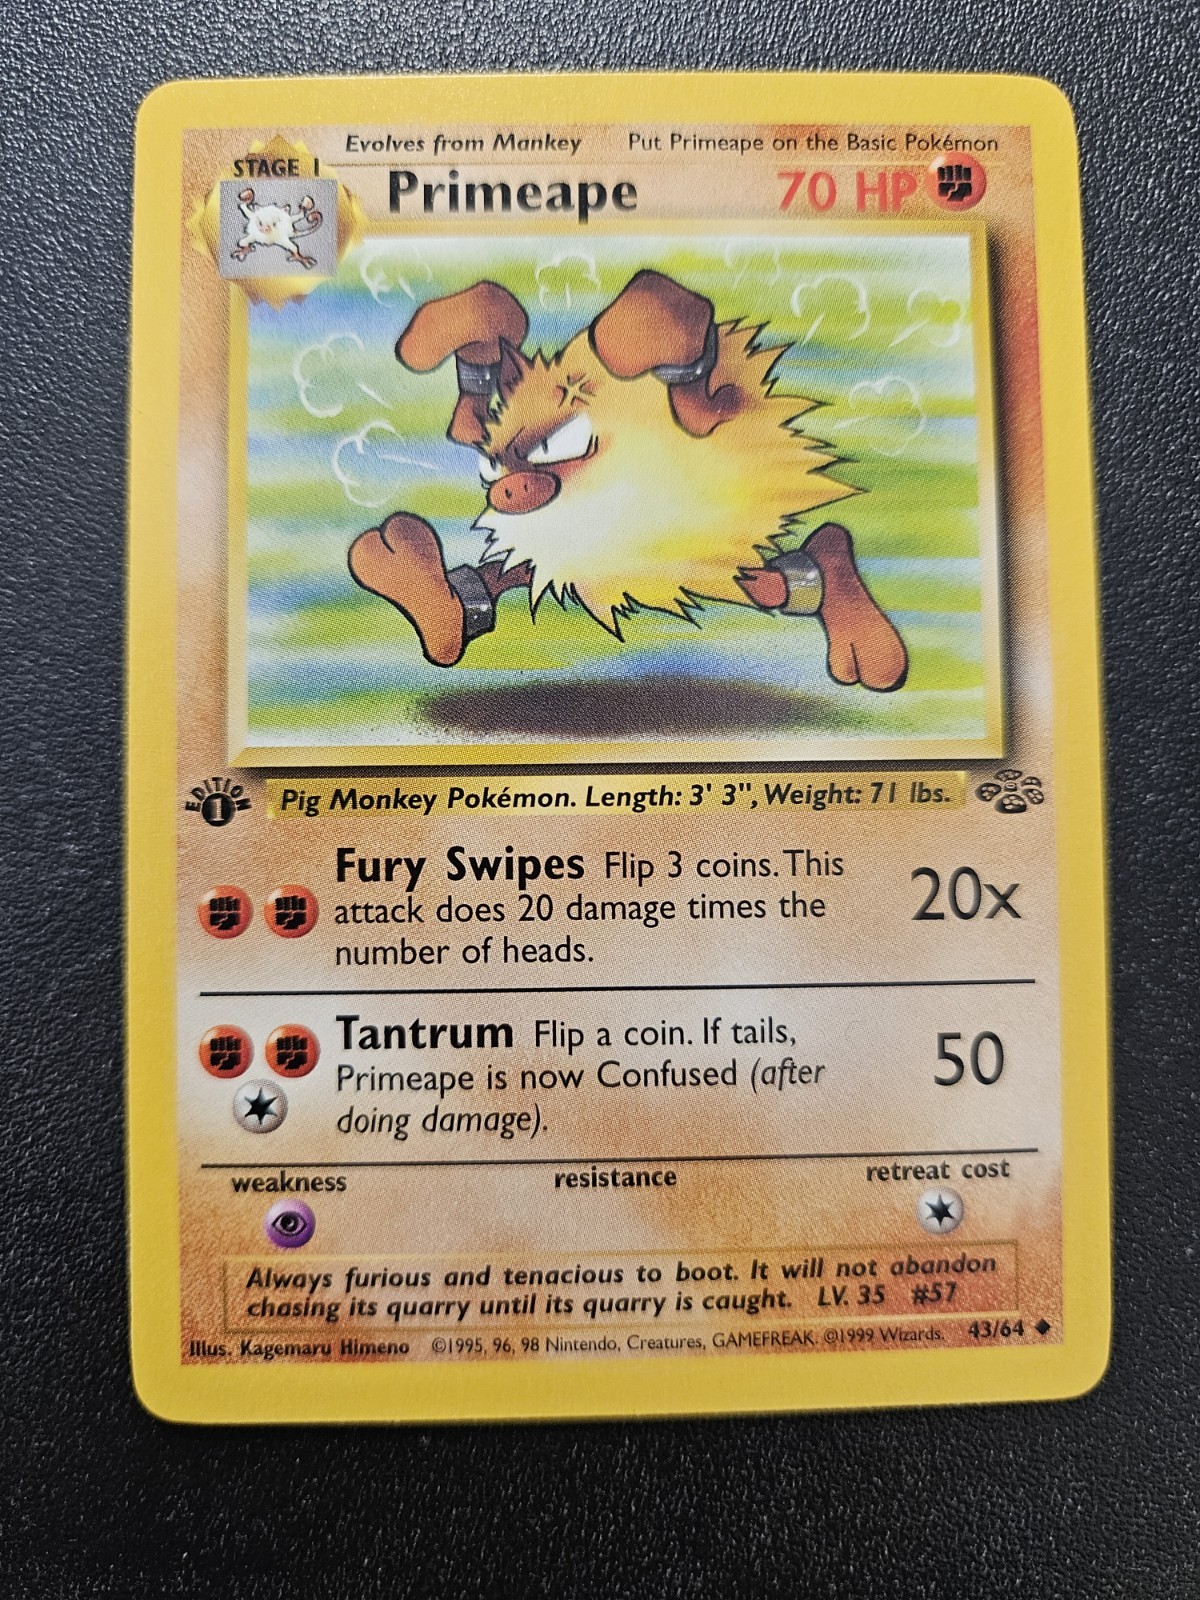 Evolves from Mankey Put Primeape on the Basic Pokémon
STAGE 1
Primeape 70 HP
EDITION
1
Pig Monkey Pokémon. Length: 3' 3", Weight: 71 lbs.
Fury Swipes Flip 3 coins. This
attack does 20 damage times the
number of heads.
20x
Tantrum Flip a coin. If tails,
Primeape is now Confused (after
doing damage).
50
weakness resistance retreat cost
Always furious and tenacious to boot. It will not abandon
chasing its quarry until its quarry is caught. LV. 35 #57
Illus. Kagemaru Himeno ©1995, 96, 98 Nintendo, Creatures, GAMEFREAK. ©1999 Wizards. 43/64